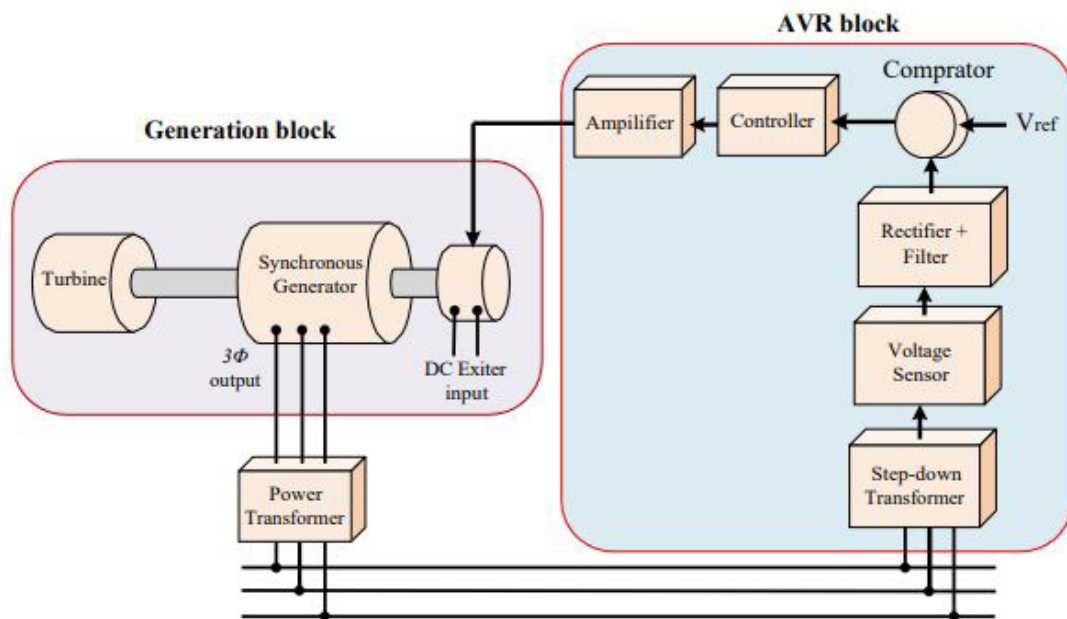 AVR block
Comprator
Generation block
Ampilifier
Controller
Vref
Rectifier +
Filter
Turbine
Synchronous
Generator
3Φ
output
DC Exiter
input
Voltage
Sensor
Power
Transformer
Step-down
Transformer